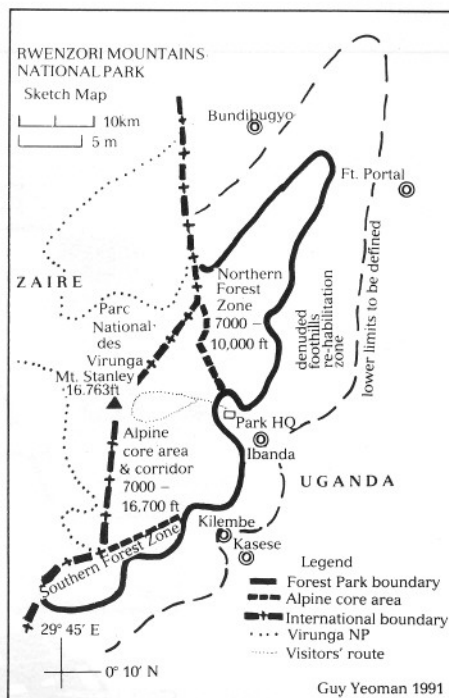 RWENZORI MOUNTAINS
NATIONAL PARK
Sketch Map
10km
5 m
Bundibugyo
Ft. Portal
ZAIRE
Northern
Forest
Zone
7000 –
10,000 ft
Parc
National
des
Virunga
Mt. Stanley
16.763ft
denuded
foothills
re-habilitation
zone
lower limits to be defined
Park HQ
Ibanda
Alpine
core area
& corridor
7000 –
16,700 ft
UGANDA
Kilembe
Kasese
Southern Forest Zone
Legend
Forest Park boundary
Alpine core area
International boundary
Virunga NP
Visitors' route
29° 45' E
0° 10' N
Guy Yeoman 1991